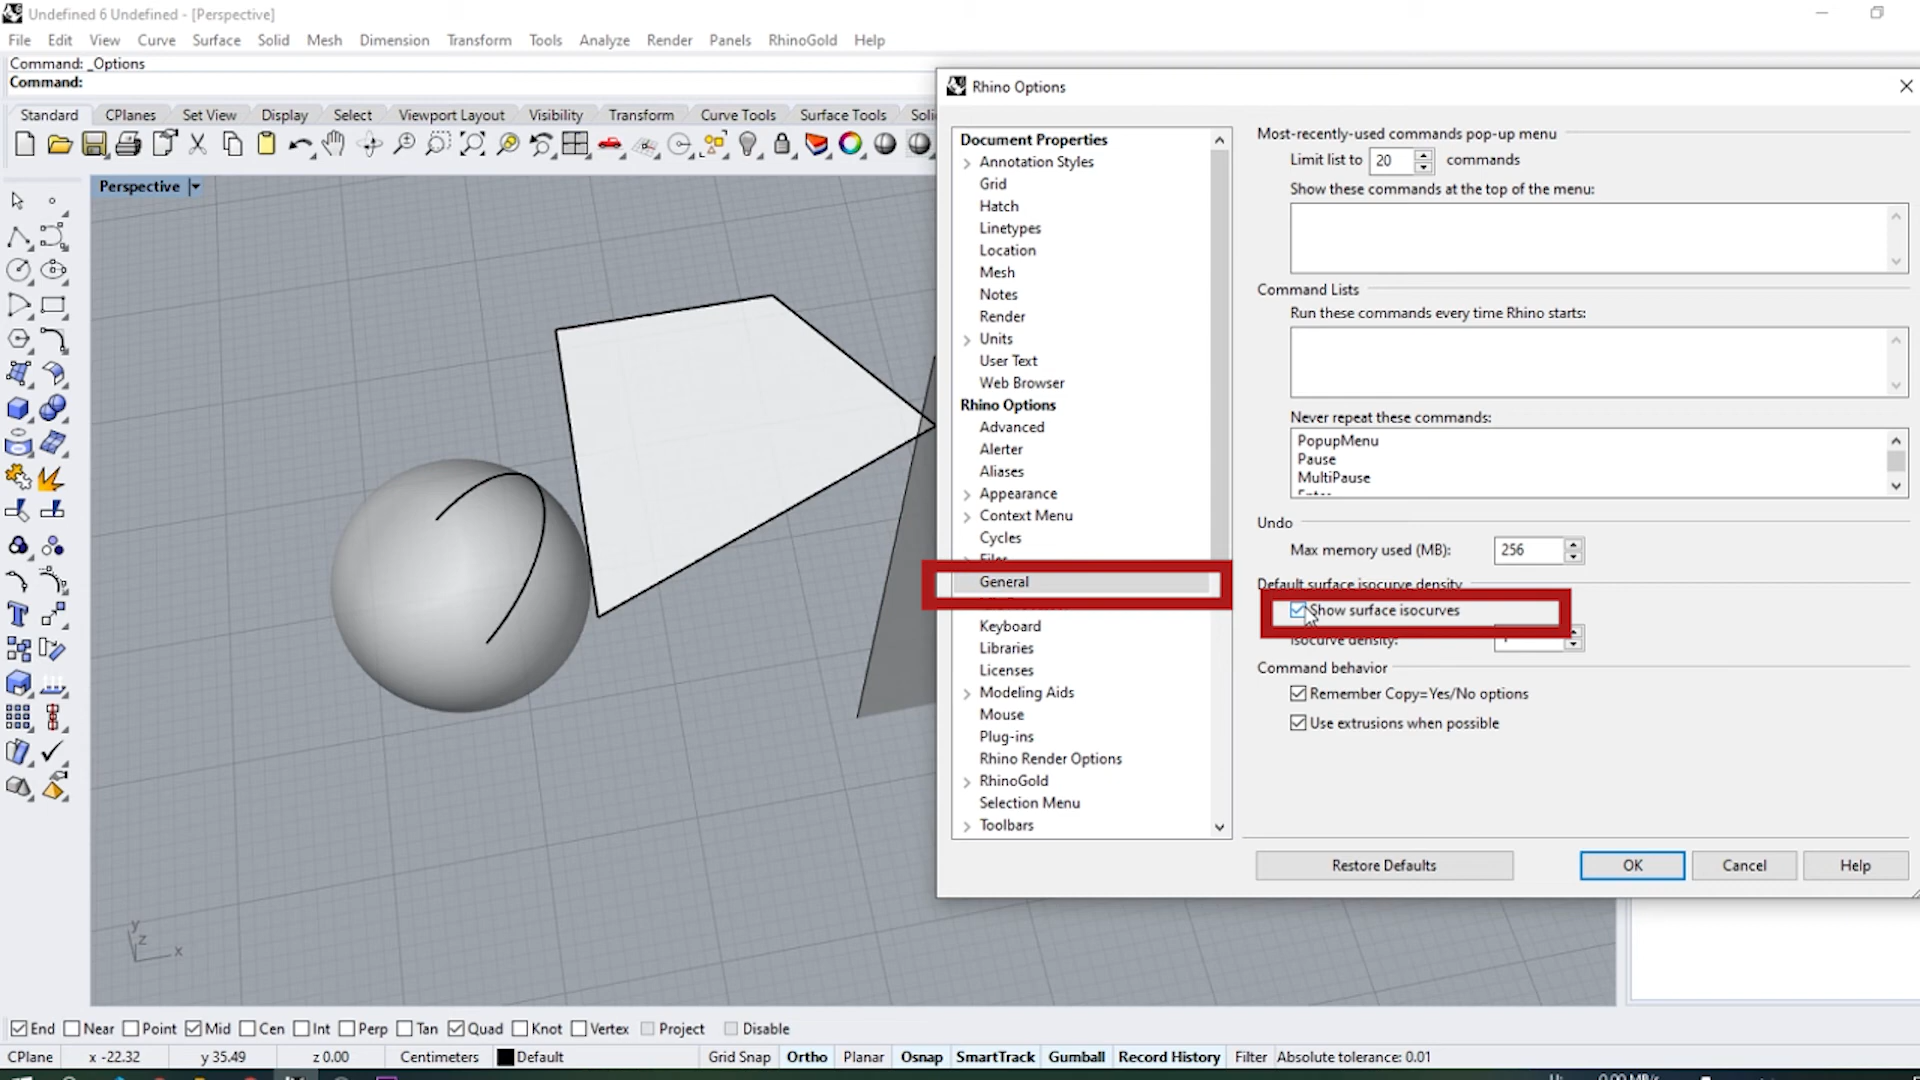 Undefined 6 Undefined - [Perspective]
File Edit View Curve Surface Solid Mesh Dimension Transform Tools Analyze Render Panels RhinoGold Help
Command: _Options
Command:
Standard CPlanes Set View Display Select Viewport Layout Visibility Transform Curve Tools Surface Tools
Perspective
y
z
x
Rhino Options
Document Properties
Annotation Styles
Grid
Hatch
Linetypes
Location
Mesh
Notes
Render
Units
User Text
Web Browser
Rhino Options
Advanced
Alerter
Aliases
Appearance
Context Menu
Cycles
Files
General
Keyboard
Libraries
Licenses
Modeling Aids
Mouse
Plug-ins
Rhino Render Options
RhinoGold
Selection Menu
Toolbars
Most-recently-used commands pop-up menu
Limit list to 20 commands
Show these commands at the top of the menu:
Command Lists
Run these commands every time Rhino starts:
Never repeat these commands:
PopupMenu
Pause
MultiPause
Enter
Undo
Max memory used (MB): 256
Default surface isocurve density
Show surface isocurves
Isocurve density:
Command behavior
Remember Copy=Yes/No options
Use extrusions when possible
Restore Defaults OK Cancel Help
End Near Point Mid Cen Int Perp Tan Quad Knot Vertex Project Disable
CPlane x -22.32 y 35.49 z 0.00 Centimeters Default Grid Snap Ortho Planar Osnap SmartTrack Gumball Record History Filter Absolute tolerance: 0.01